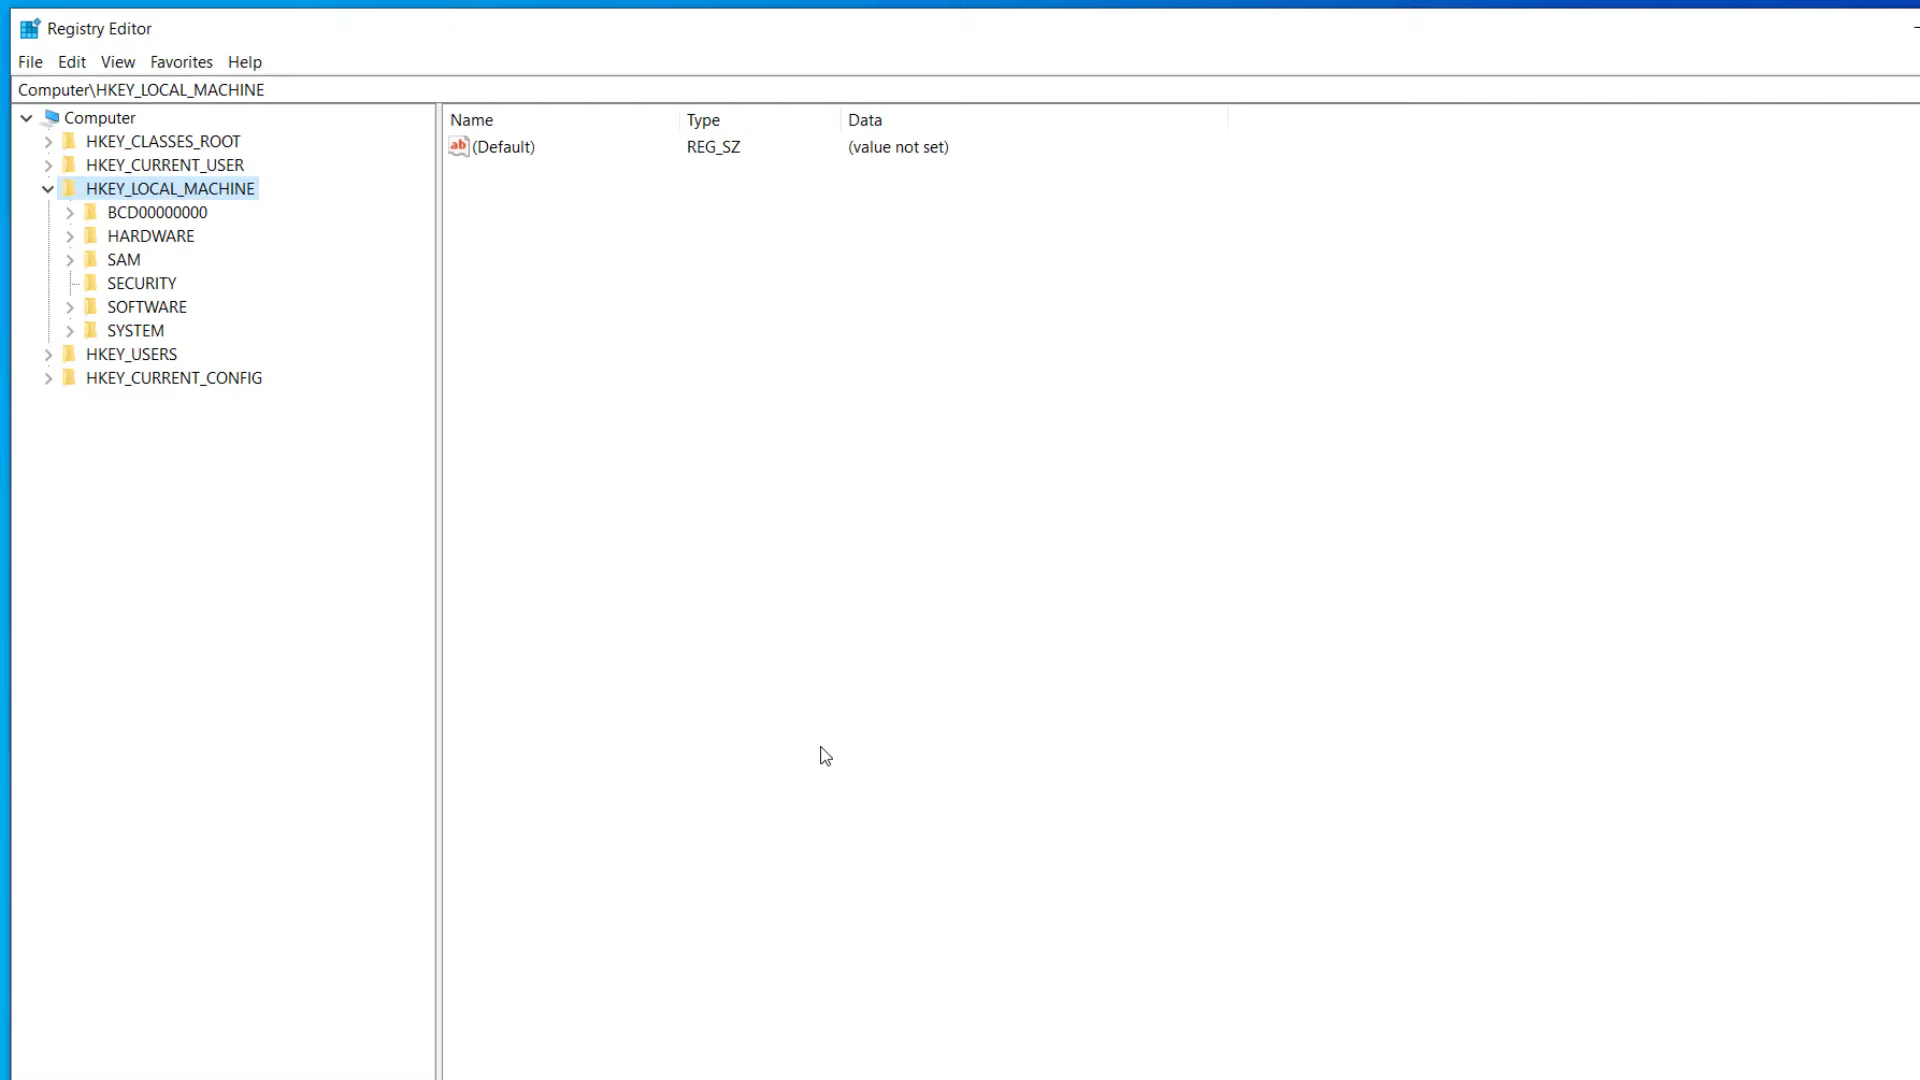 Registry Editor
File Edit View Favorites Help
Computer\HKEY_LOCAL_MACHINE
Computer
HKEY_CLASSES_ROOT
HKEY_CURRENT_USER
HKEY_LOCAL_MACHINE
BCD00000000
HARDWARE
SAM
SECURITY
SOFTWARE
SYSTEM
HKEY_USERS
HKEY_CURRENT_CONFIG
Name Type Data
ab (Default) REG_SZ (value not set)